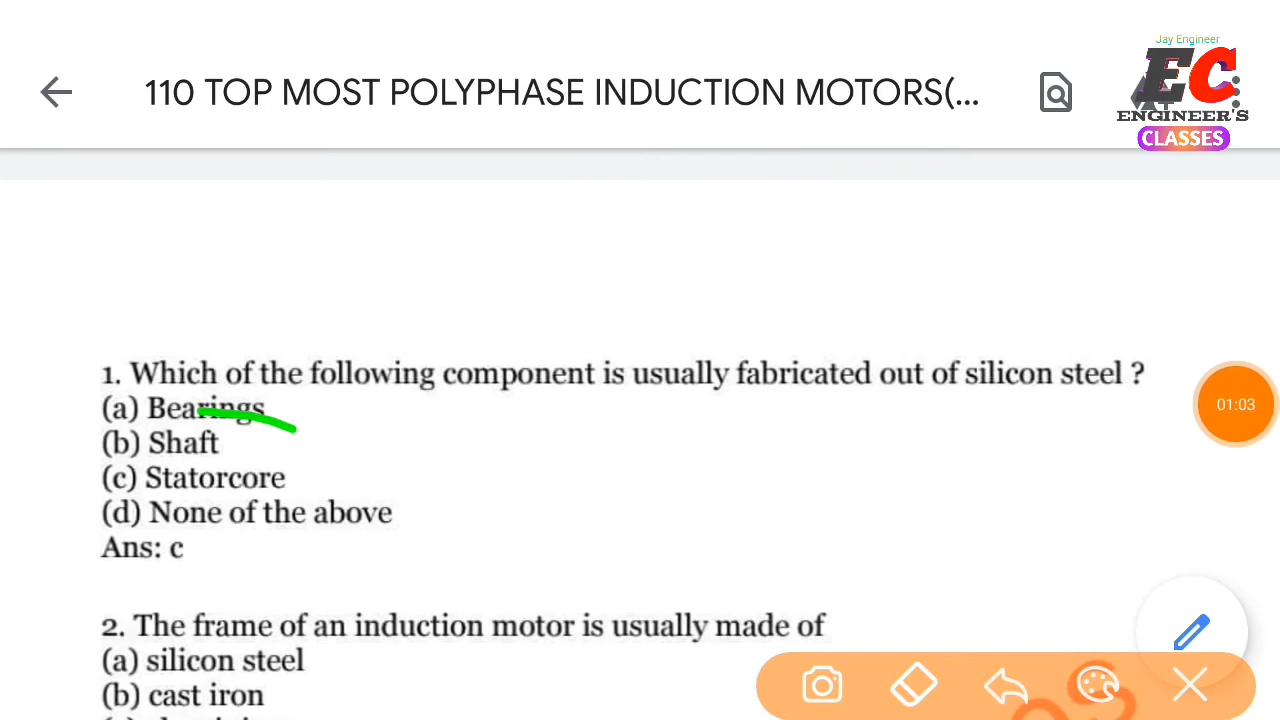 Jay Engineer
EC
ENGINEER'S
CLASSES
110 TOP MOST POLYPHASE INDUCTION MOTORS(...
1. Which of the following component is usually fabricated out of silicon steel ?
(a) Bearings
(b) Shaft
(c) Statorcore
(d) None of the above
Ans: c
01:03
2. The frame of an induction motor is usually made of
(a) silicon steel
(b) cast iron